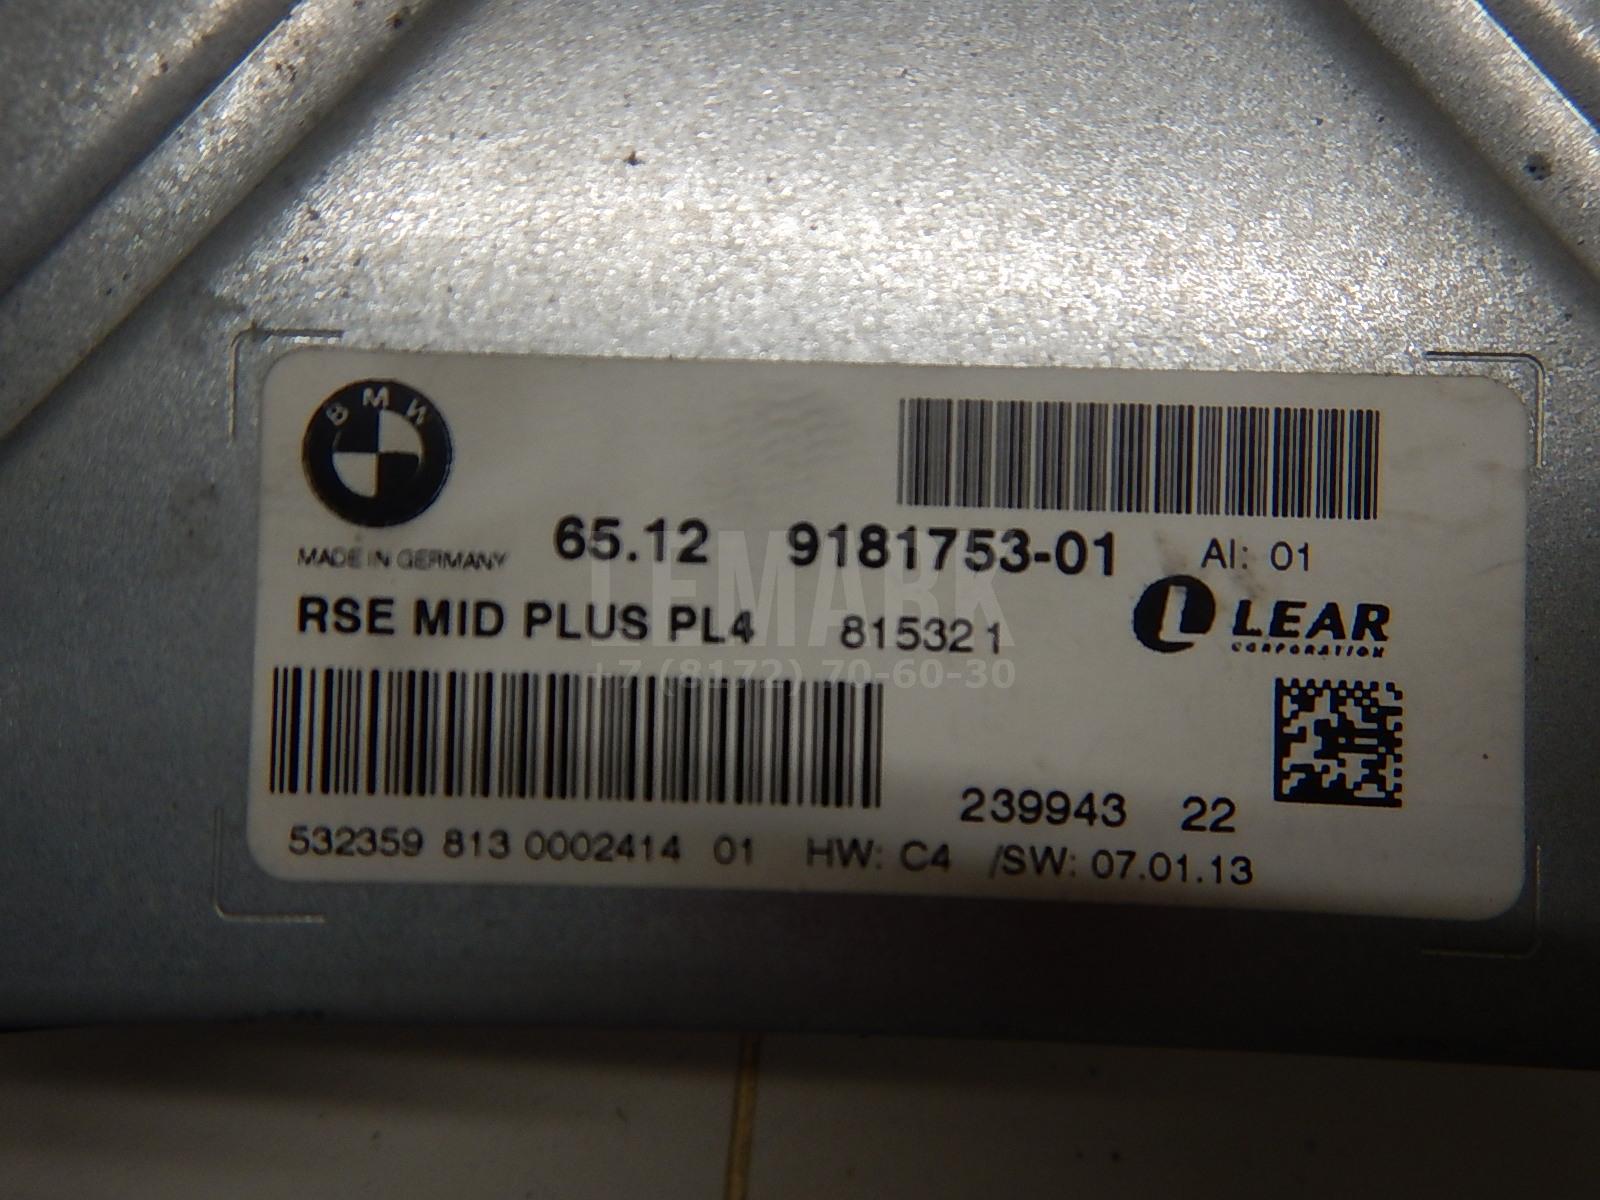 BMW
MADE IN GERMANY
65.12 9181753-01 AI: 01
RSE MID PLUS PL4 815321
LEAR
CORPORATION
LEMARK
+7 (8172) 70-60-30
239943 22
532359 813 0002414 01 HW: C4 /SW: 07.01.13